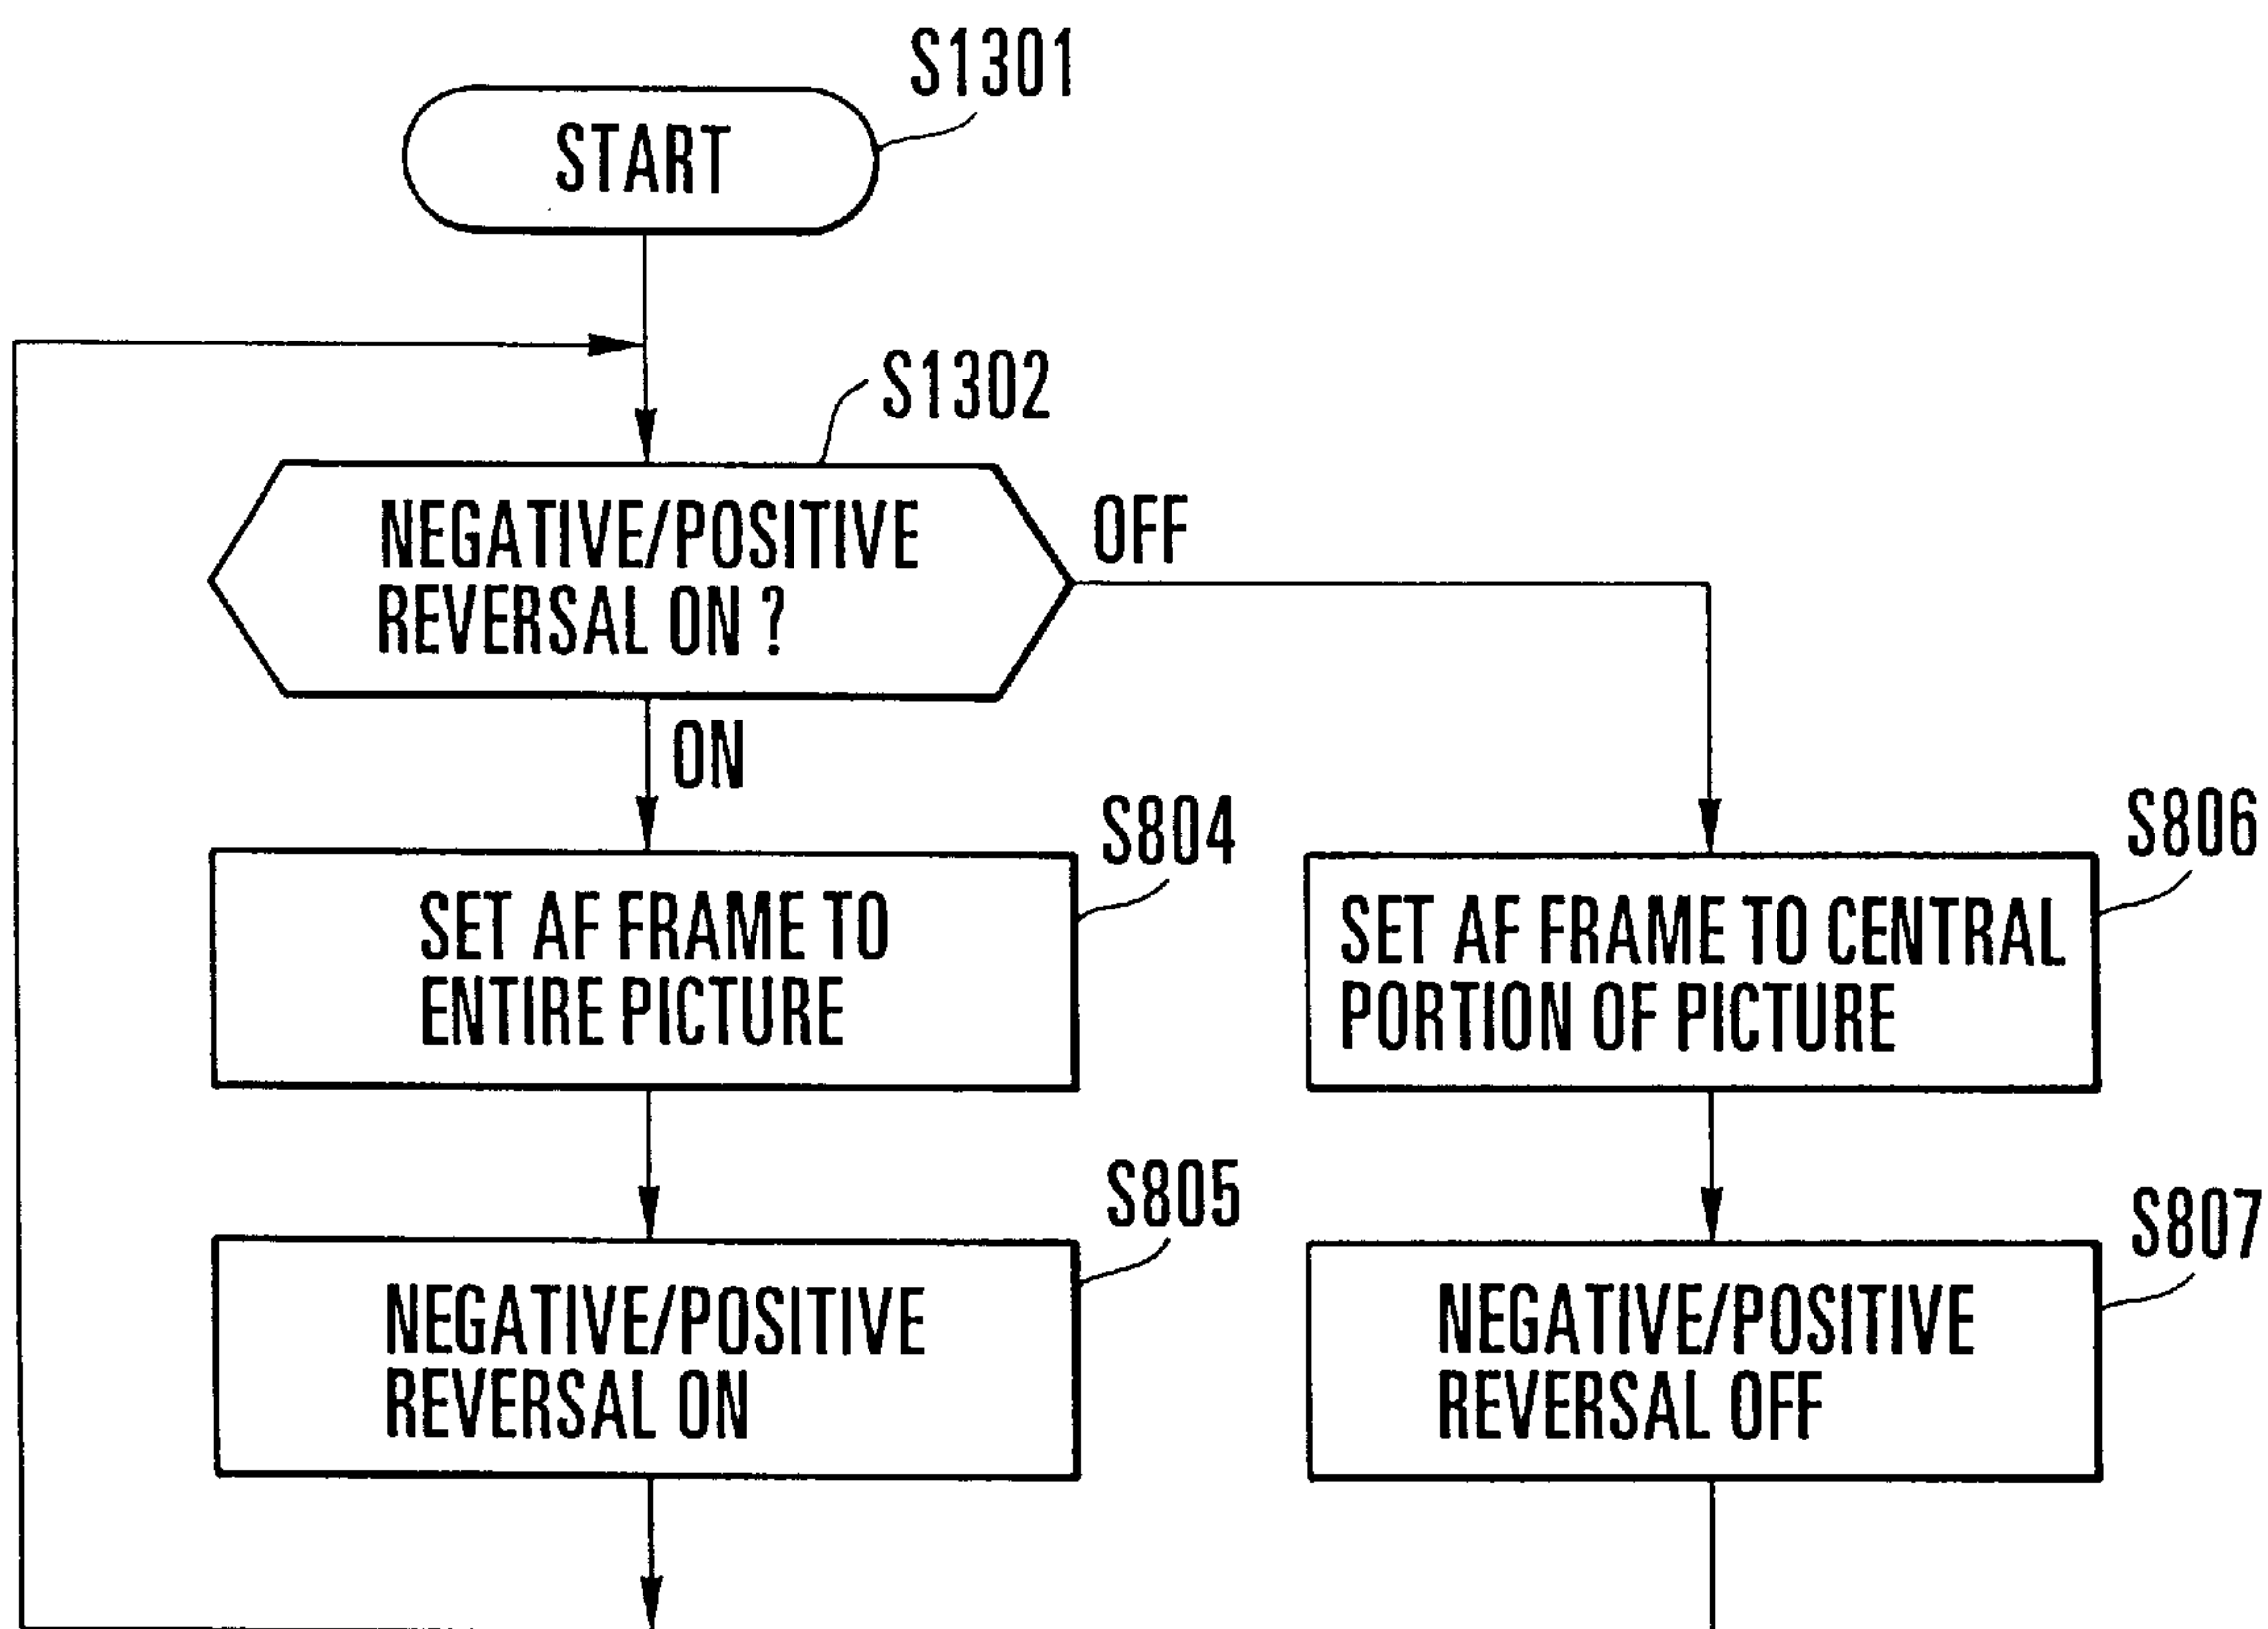 S1301
START
S1302
NEGATIVE/POSITIVE
REVERSAL ON ?
OFF
ON
S804
SET AF FRAME TO
ENTIRE PICTURE
S806
SET AF FRAME TO CENTRAL
PORTION OF PICTURE
S805
NEGATIVE/POSITIVE
REVERSAL ON
S807
NEGATIVE/POSITIVE
REVERSAL OFF